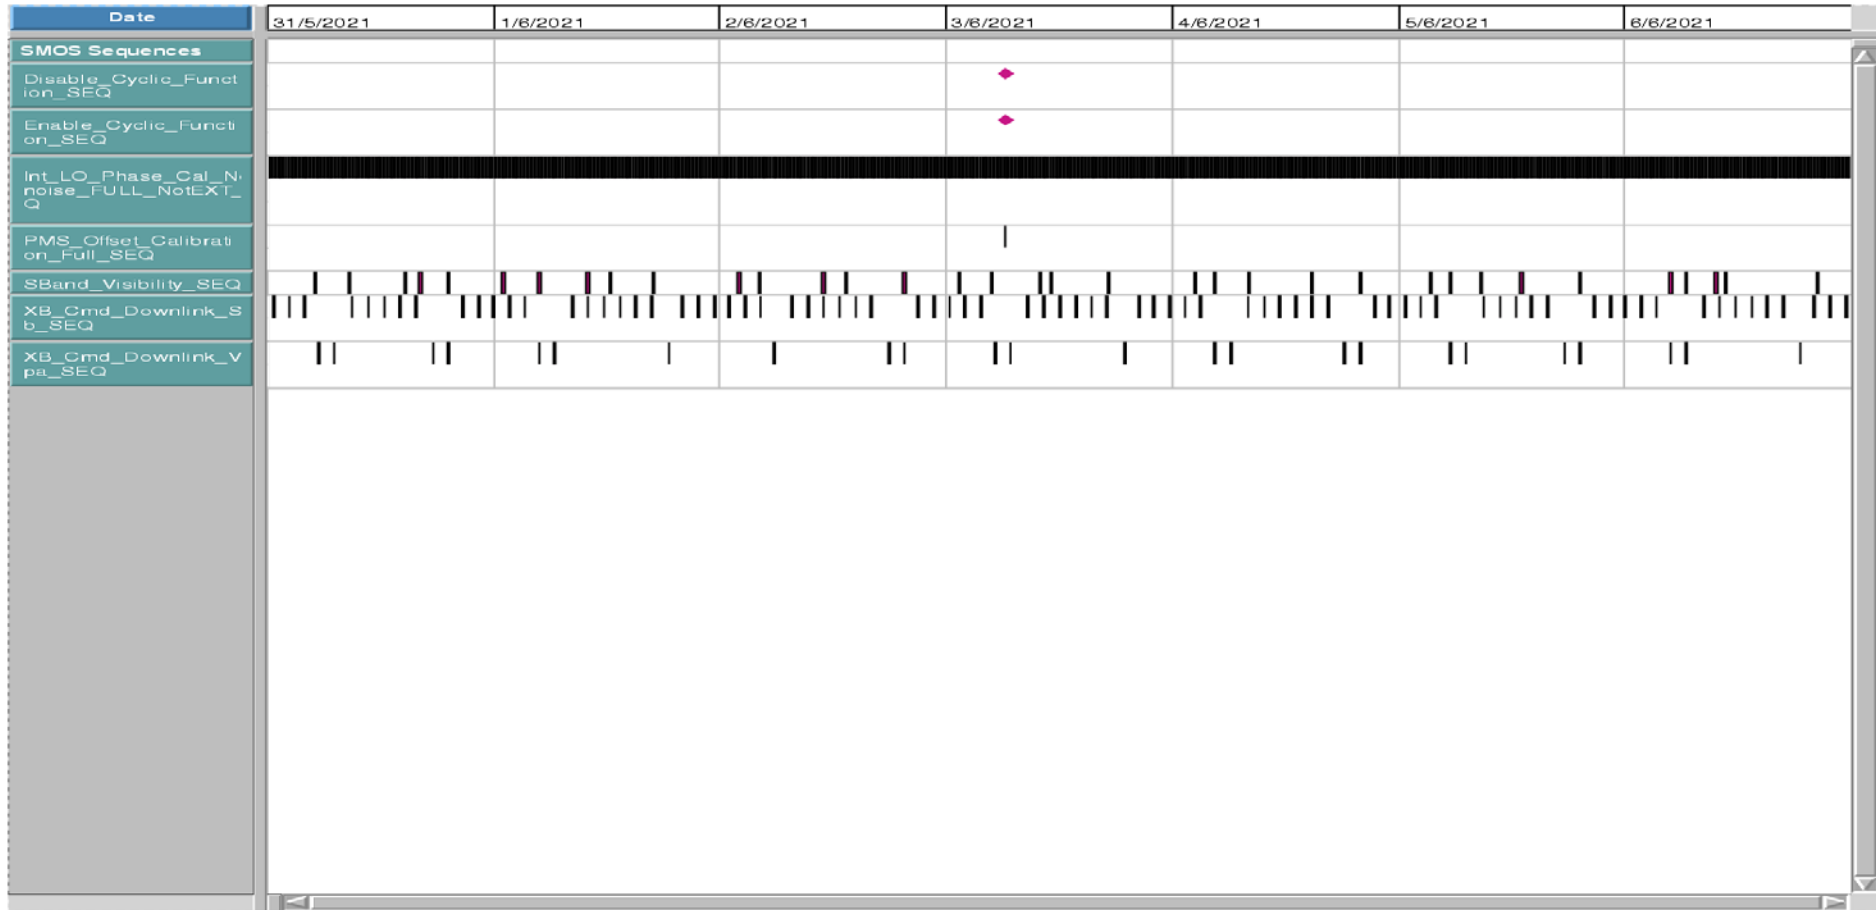 Date
31/5/2021 1/6/2021 2/6/2021 3/6/2021 4/6/2021 5/6/2021 6/6/2021
SMOS Sequences
Disable_Cyclic_Funct
ion_SEQ
Enable_Cyclic_Functi
on_SEQ
Int_LO_Phase_Cal_N
noise_FULL_NotEXT_
Q
PMS_Offset_Calibrati
on_Full_SEQ
SBand_Visibility_SEQ
XB_Cmd_Downlink_S
b_SEQ
XB_Cmd_Downlink_V
pa_SEQ